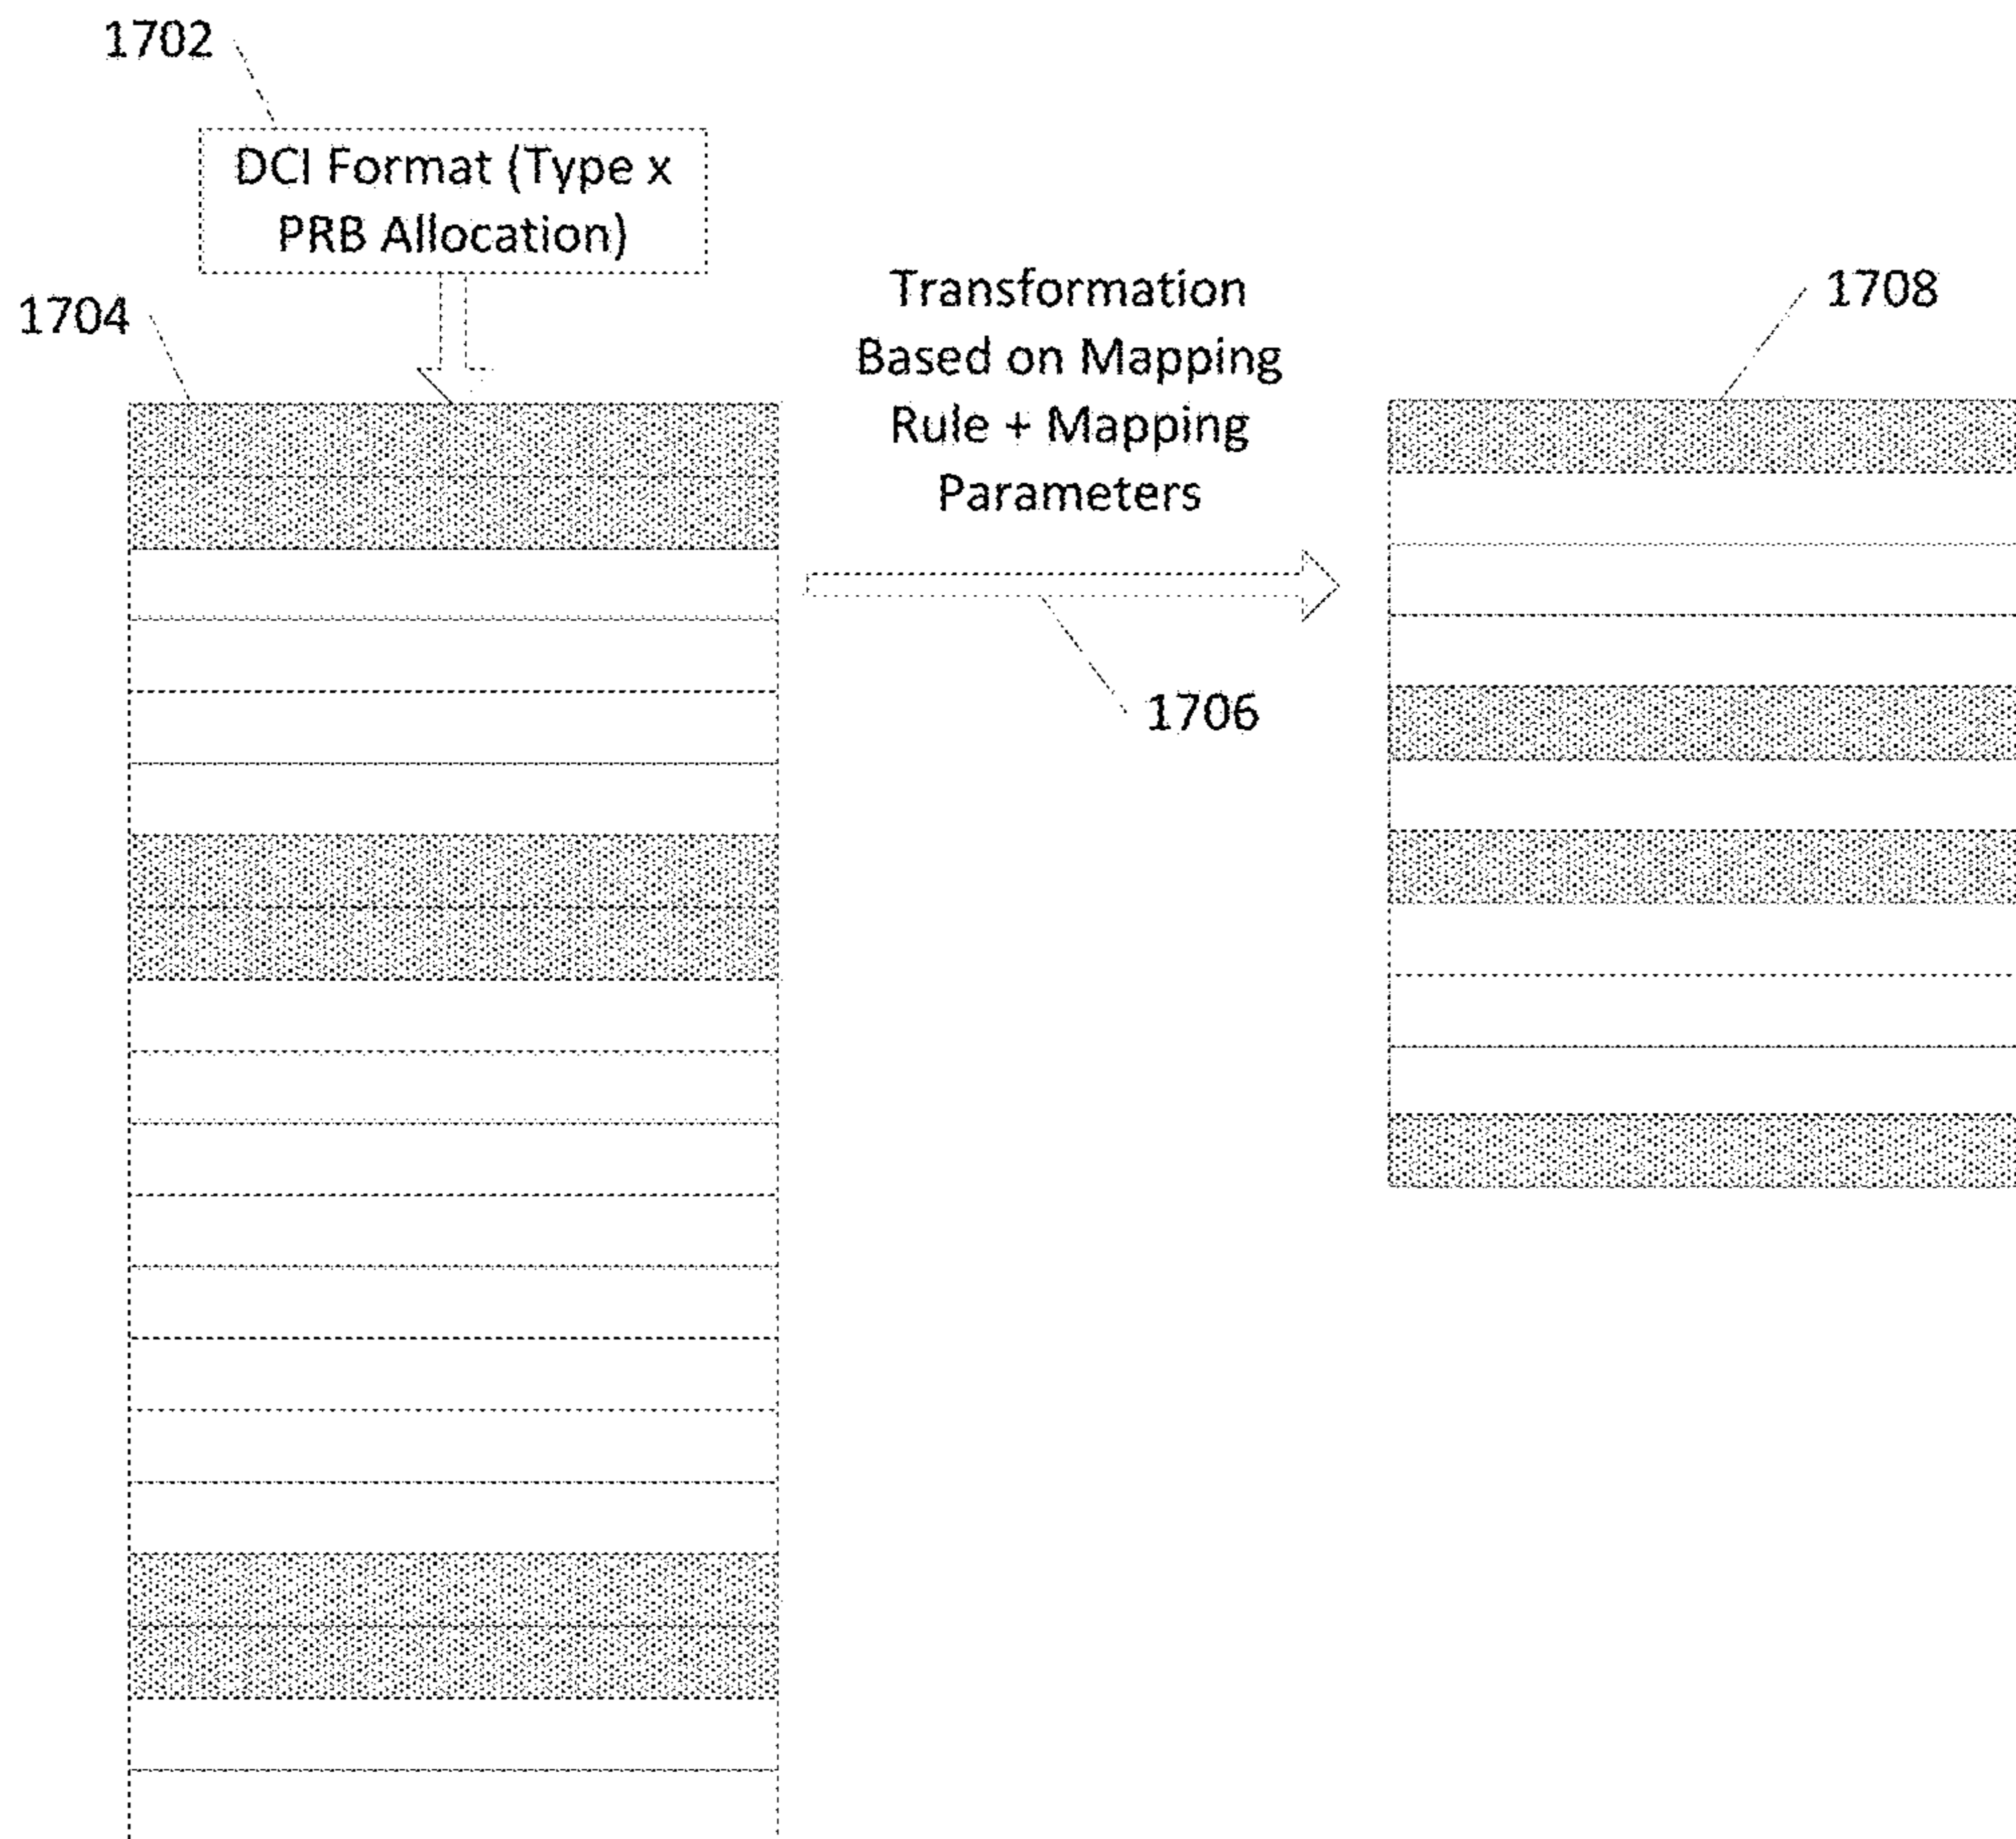 1702
DCI Format (Type x
PRB Allocation)
1704
Transformation
Based on Mapping
Rule + Mapping
Parameters
1706
1708